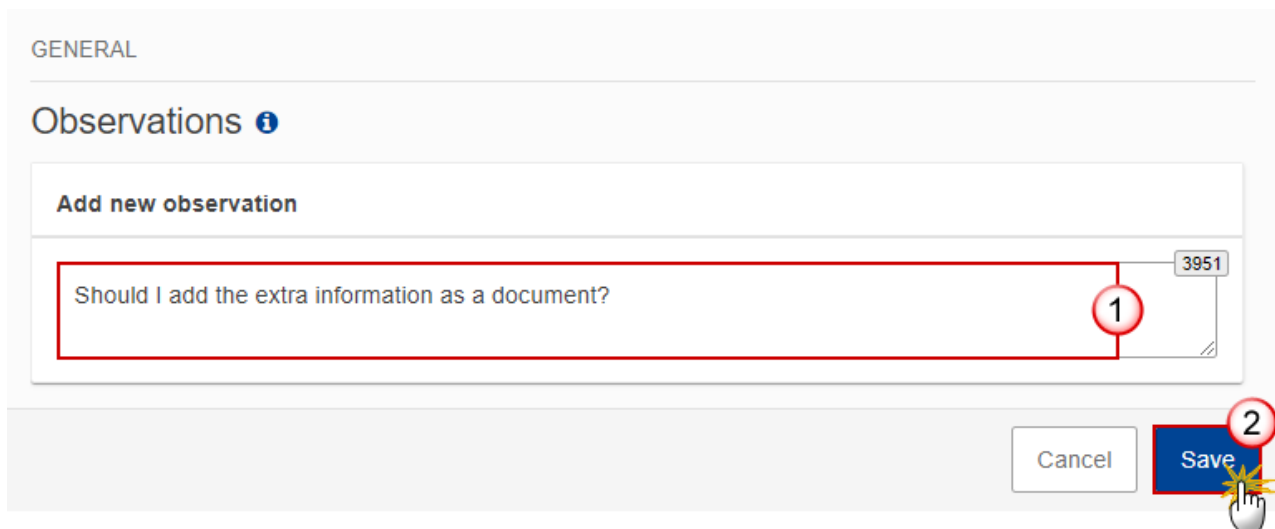 GENERAL
Observations
Add new observation
3951
Should I add the extra information as a document?
1
2
Cancel
Save